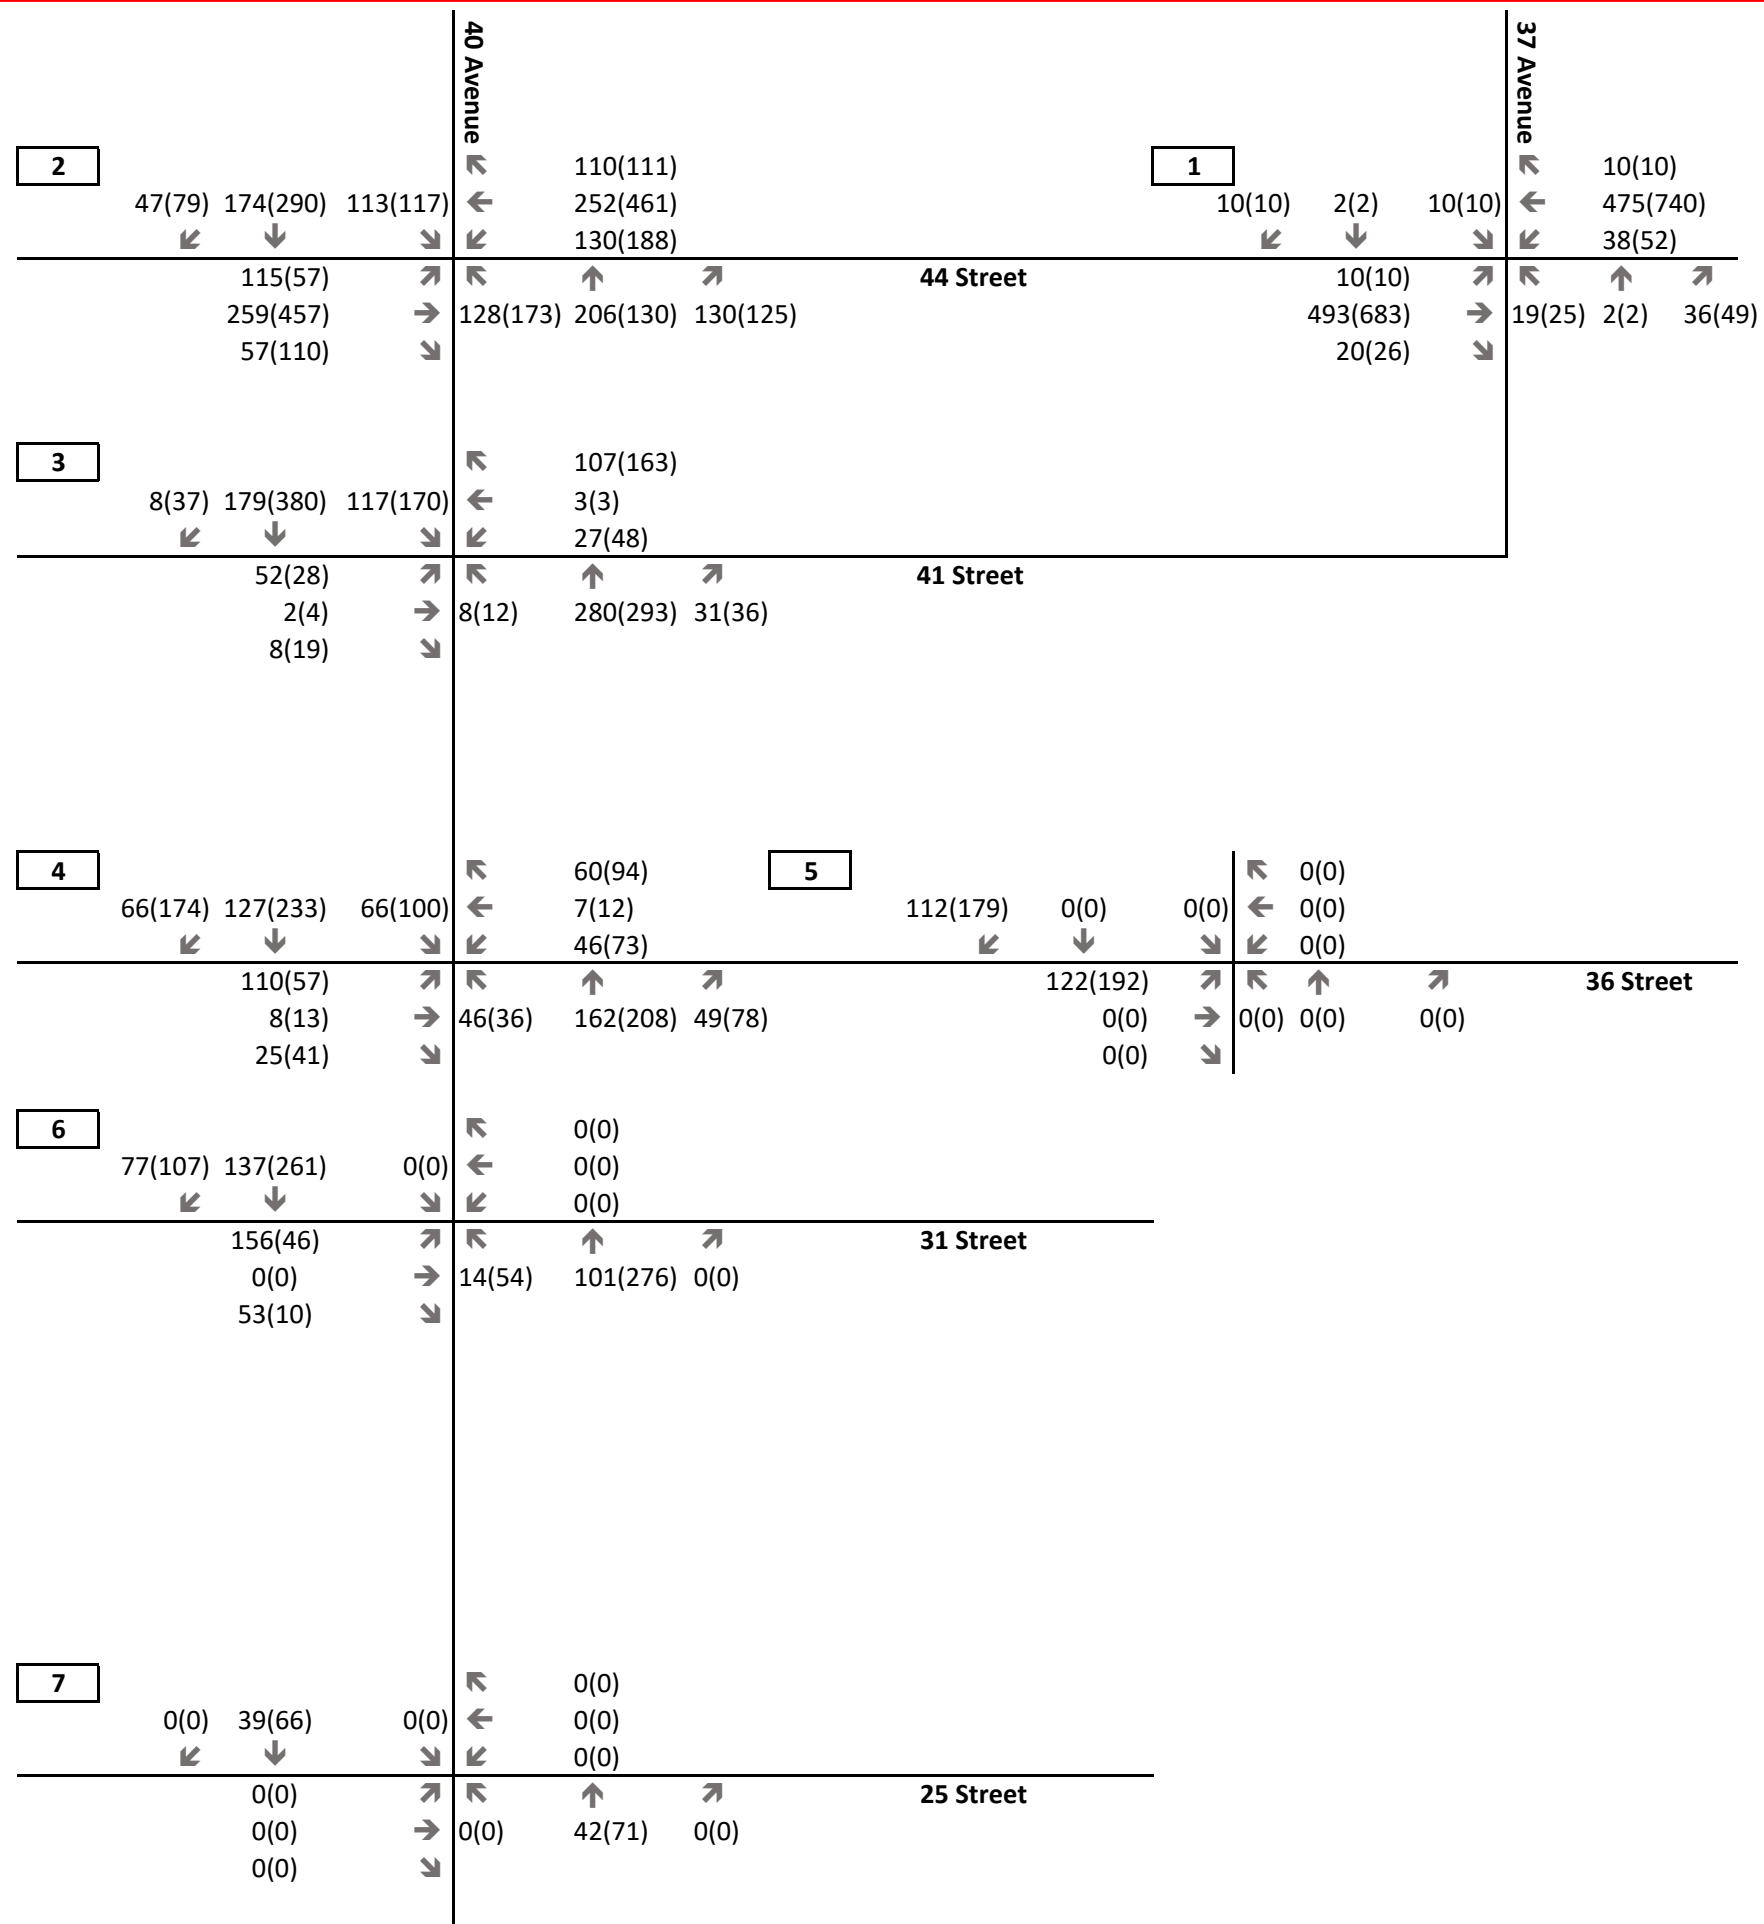 40 Avenue
37 Avenue
2 110(111) 1 10(10)
47(79) 174(290) 113(117) 252(461) 10(10) 2(2) 10(10) 475(740)
130(188) 38(52)
115(57) 44 Street 10(10)
259(457) 128(173) 206(130) 130(125) 493(683) 19(25) 2(2) 36(49)
57(110) 20(26)
3 107(163)
8(37) 179(380) 117(170) 3(3)
27(48)
52(28) 41 Street
2(4) 8(12) 280(293) 31(36)
8(19)
4 60(94) 5 0(0)
66(174) 127(233) 66(100) 7(12) 112(179) 0(0) 0(0) 0(0)
46(73) 0(0)
110(57) 122(192) 36 Street
8(13) 46(36) 162(208) 49(78) 0(0) 0(0) 0(0) 0(0)
25(41) 0(0)
6 0(0)
77(107) 137(261) 0(0) 0(0)
0(0)
156(46) 31 Street
0(0) 14(54) 101(276) 0(0)
53(10)
7 0(0)
0(0) 39(66) 0(0) 0(0)
0(0)
0(0) 25 Street
0(0) 0(0) 42(71) 0(0)
0(0)